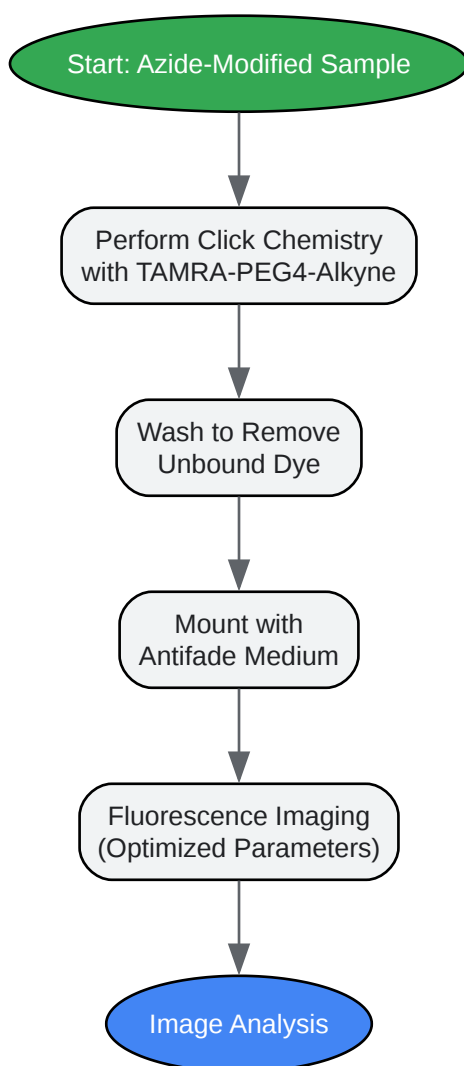 Start: Azide-Modified Sample
Perform Click Chemistry
with TAMRA-PEG4-Alkyne
Wash to Remove
Unbound Dye
Mount with
Antifade Medium
Fluorescence Imaging
(Optimized Parameters)
Image Analysis